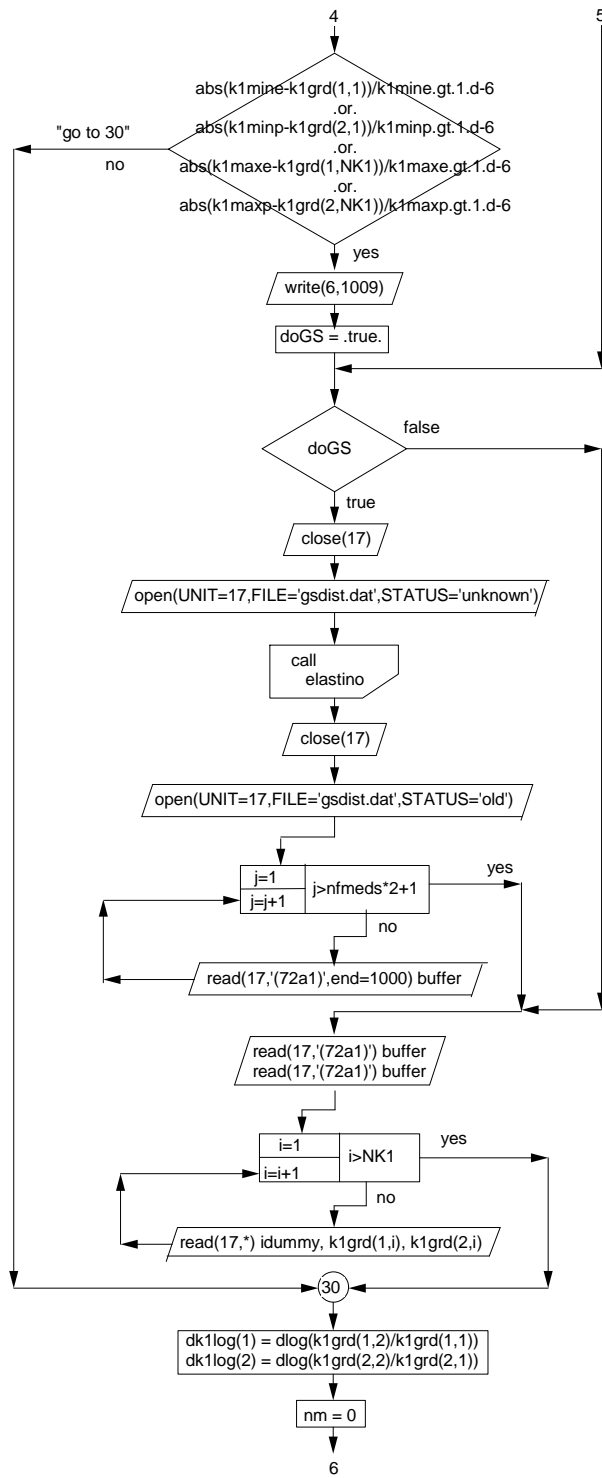 4
5
abs(k1mine-k1grd(1,1))/k1mine.gt.1.d-6
.or.
abs(k1minp-k1grd(2,1))/k1minp.gt.1.d-6
.or.
abs(k1maxe-k1grd(1,NK1))/k1maxe.gt.1.d-6
.or.
abs(k1maxp-k1grd(2,NK1))/k1maxp.gt.1.d-6
"go to 30"
no
yes
write(6,1009)
doGS = .true.
doGS
false
true
close(17)
open(UNIT=17,FILE='gsdist.dat',STATUS='unknown')
call
elastino
close(17)
open(UNIT=17,FILE='gsdist.dat',STATUS='old')
j=1
j=j+1
j>nfmeds*2+1
yes
no
read(17,'(72a1)',end=1000) buffer
read(17,'(72a1)') buffer
read(17,'(72a1)') buffer
i=1
i=i+1
i>NK1
yes
no
read(17,*) idummy, k1grd(1,i), k1grd(2,i)
30
dk1log(1) = dlog(k1grd(1,2)/k1grd(1,1))
dk1log(2) = dlog(k1grd(2,2)/k1grd(2,1))
nm = 0
6